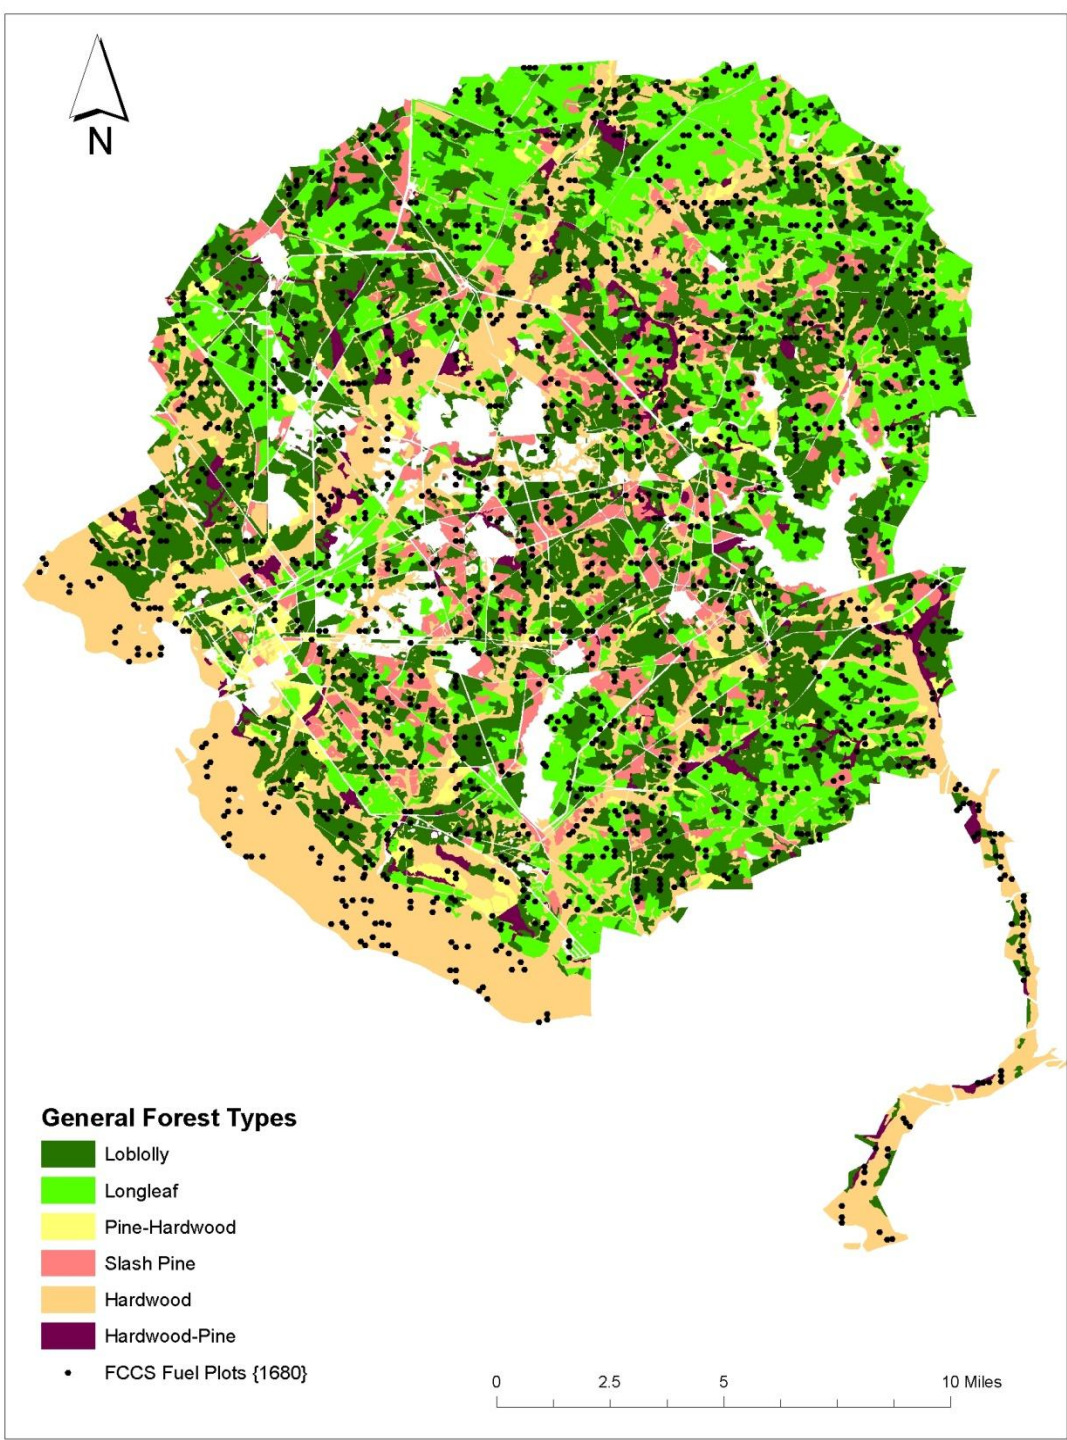 N
General Forest Types
Loblolly
Longleaf
Pine-Hardwood
Slash Pine
Hardwood
Hardwood-Pine
FCCS Fuel Plots {1680}
0 2.5 5 10 Miles